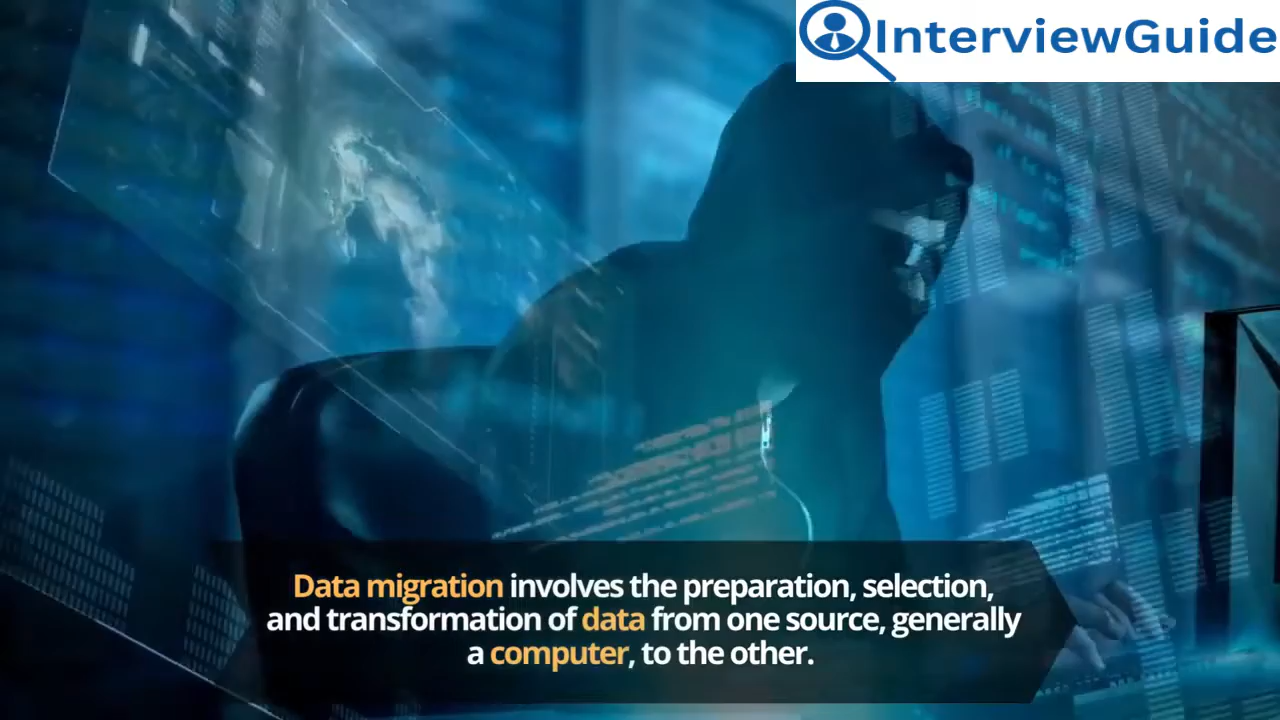 InterviewGuide
Data migration involves the preparation, selection,
and transformation of data from one source, generally
a computer, to the other.